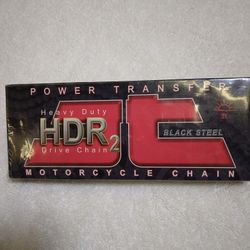 POWER TRANSFER
Heavy Duty
HDR2
Drive Chain
BLACK STEEL
MOTORCYCLE CHAIN